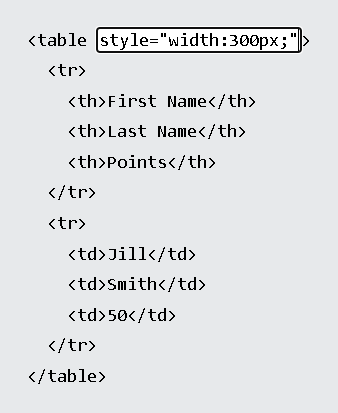 <table style="width:300px;">
<tr>
<th>First Name</th>
<th>Last Name</th>
<th>Points</th>
</tr>
<tr>
<td>Jill</td>
<td>Smith</td>
<td>50</td>
</tr>
</table>